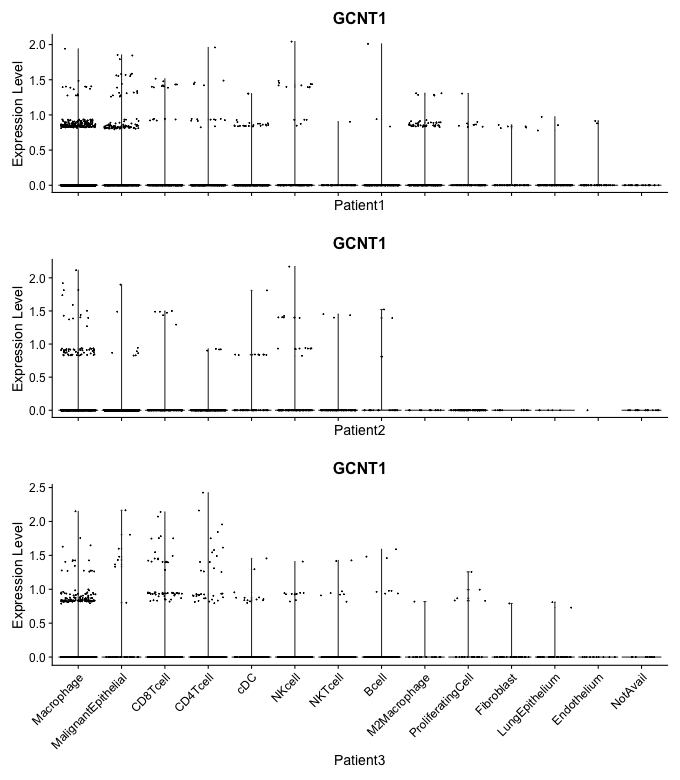 GCNT1
Expression Level
2.0
1.5
1.0
0.5
0.0
Patient1
GCNT1
Expression Level
2.0
1.5
1.0
0.5
0.0
Patient2
GCNT1
Expression Level
2.5
2.0
1.5
1.0
0.5
0.0
Macrophage
MalignantEpithelial
CD8Tcell
CD4Tcell
cDC
NKcell
NKTcell
Bcell
M2Macrophage
ProliferatingCell
Fibroblast
LungEpithelium
Endothelium
NotAvail
Patient3